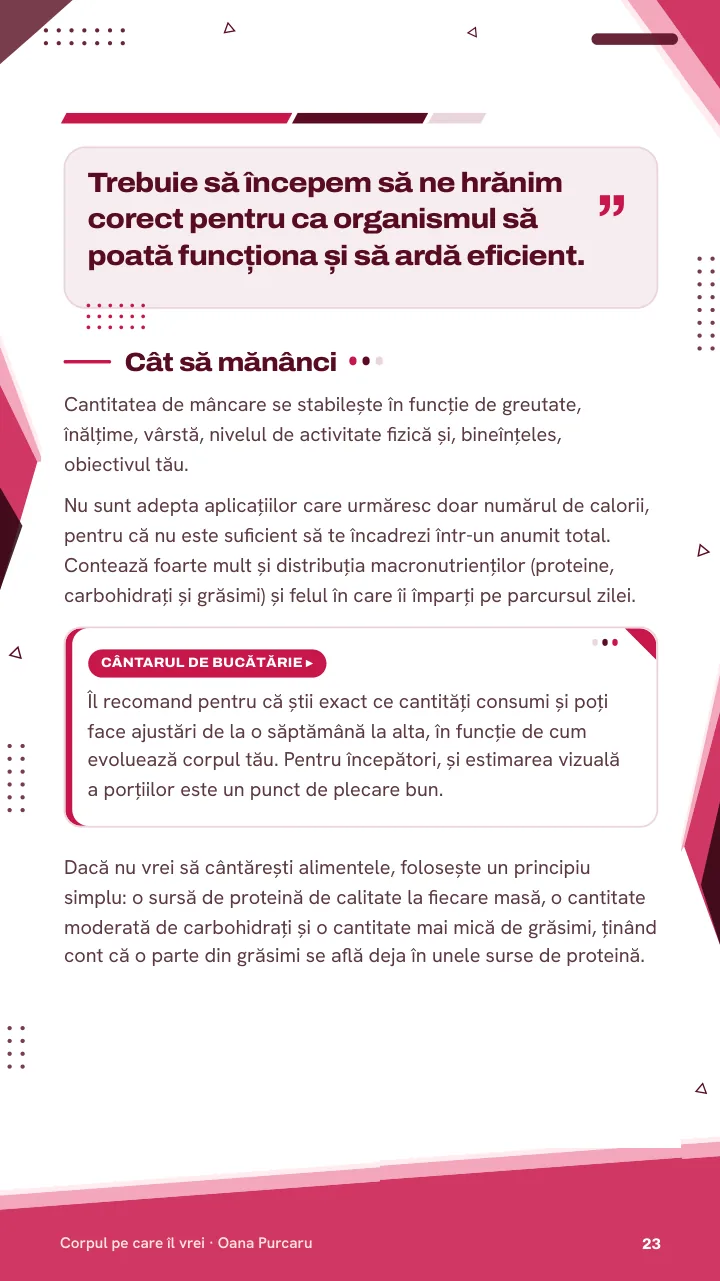 Trebuie să începem să ne hrănim
corect pentru ca organismul să
poată funcționa și să ardă eficient.
”
Cât să mănânci
Cantitatea de mâncare se stabilește în funcție de greutate,
înălțime, vârstă, nivelul de activitate fizică și, bineînțeles,
obiectivul tău.
Nu sunt adepta aplicațiilor care urmăresc doar numărul de calorii,
pentru că nu este suficient să te încadrezi într-un anumit total.
Contează foarte mult și distribuția macronutrienților (proteine,
carbohidrați și grăsimi) și felul în care îi împarți pe parcursul zilei.
CÂNTARUL DE BUCĂTĂRIE ▸
Îl recomand pentru că știi exact ce cantități consumi și poți
face ajustări de la o săptămână la alta, în funcție de cum
evoluează corpul tău. Pentru începători, și estimarea vizuală
a porțiilor este un punct de plecare bun.
Dacă nu vrei să cântărești alimentele, folosește un principiu
simplu: o sursă de proteină de calitate la fiecare masă, o cantitate
moderată de carbohidrați și o cantitate mai mică de grăsimi, ținând
cont că o parte din grăsimi se află deja în unele surse de proteină.
Corpul pe care îl vrei · Oana Purcaru
23